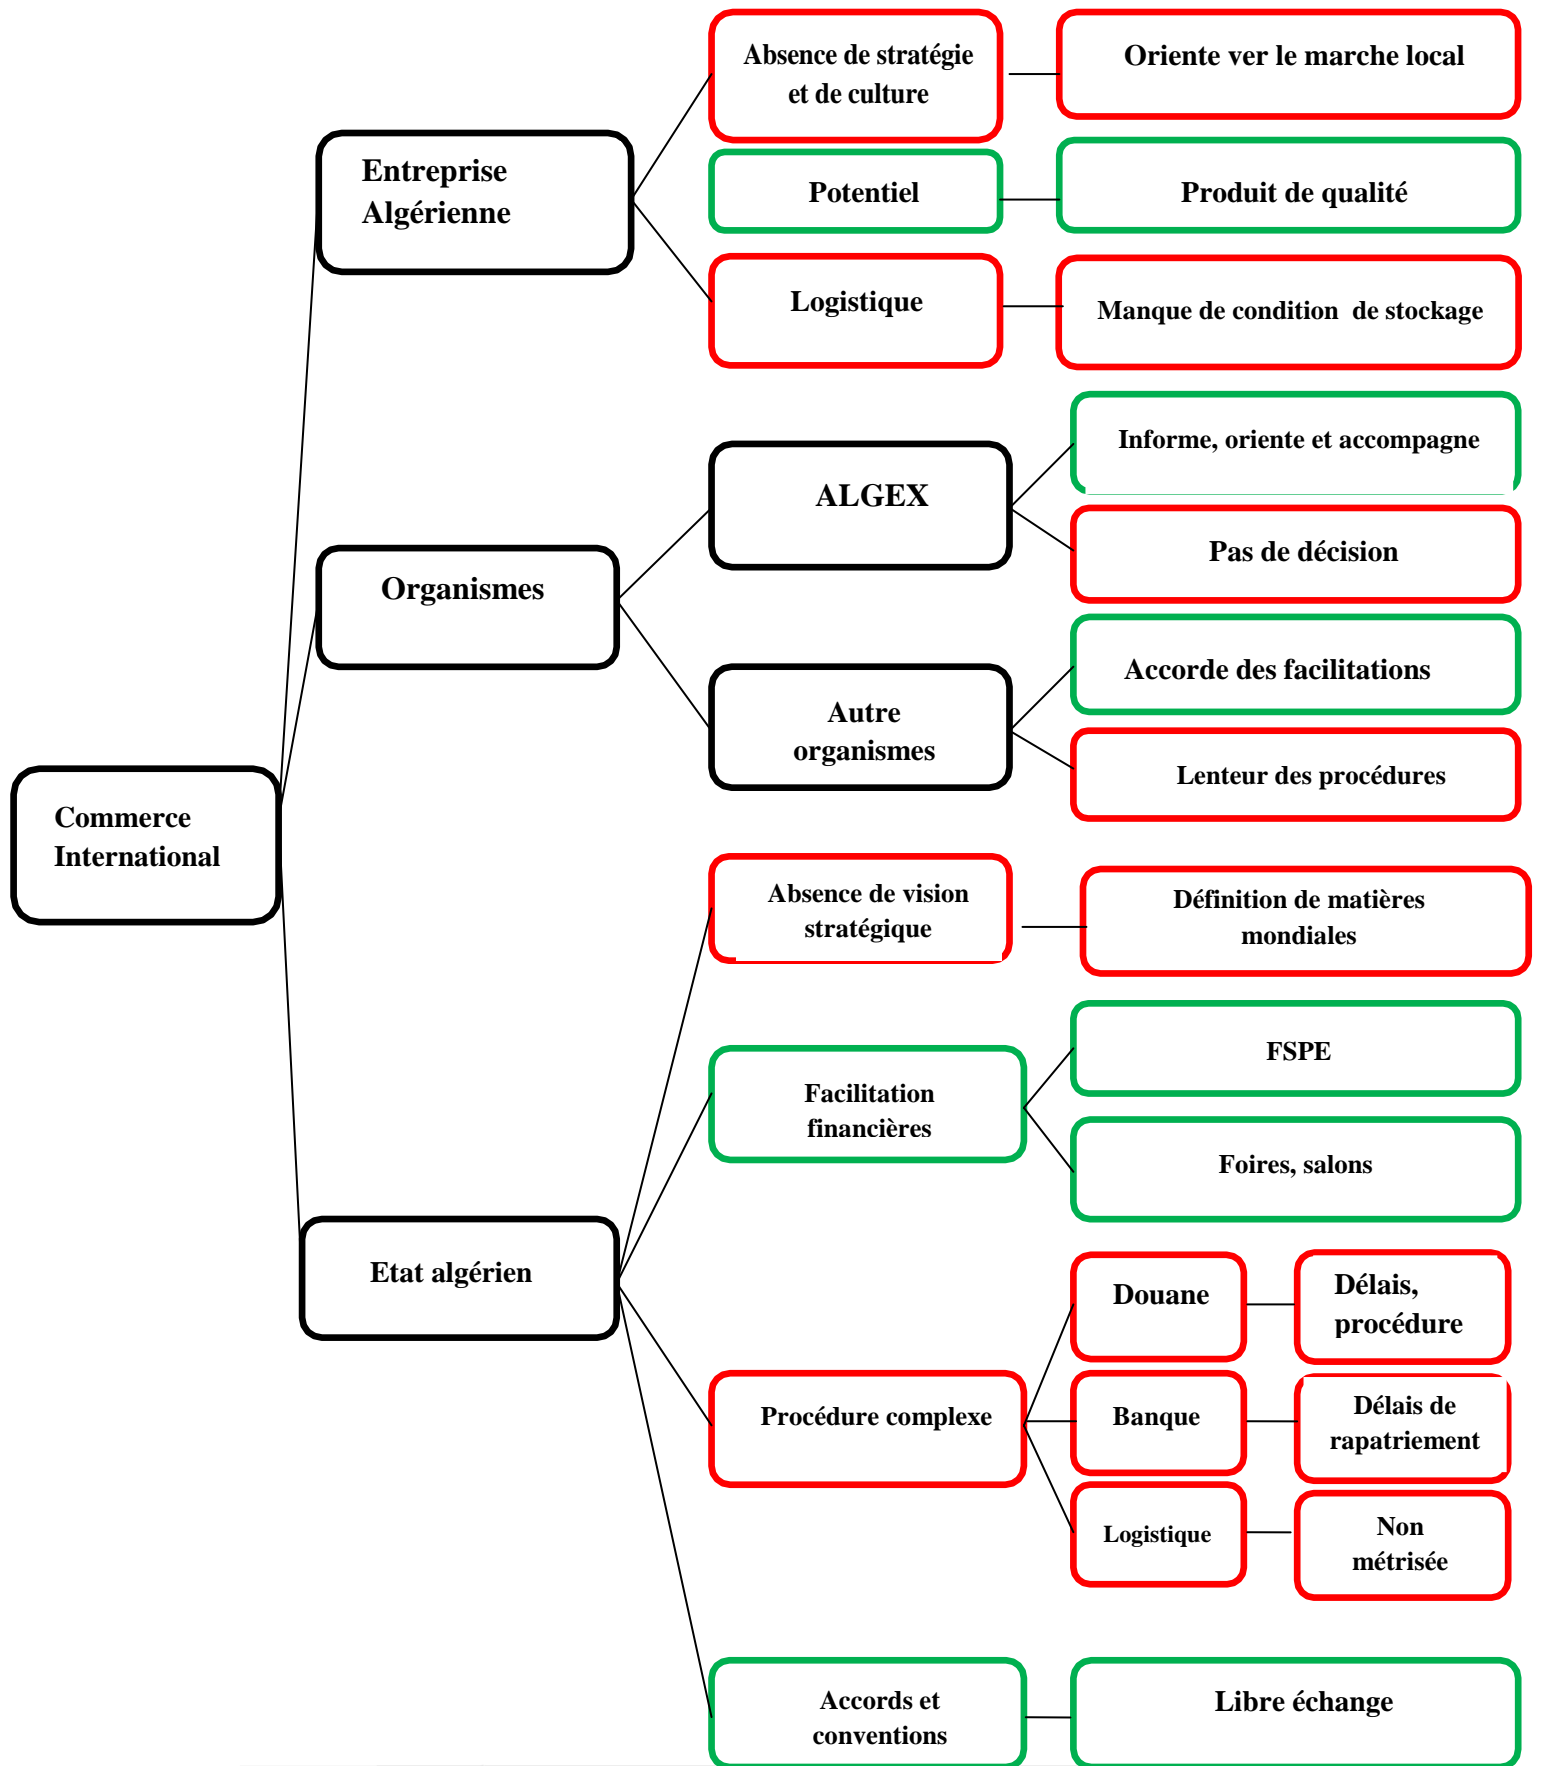 Absence de stratégie
et de culture
Oriente ver le marche local
Entreprise
Algérienne
Potentiel
Produit de qualité
Logistique
Manque de condition  de stockage
Informe, oriente et accompagne
ALGEX
Pas de décision
Organismes
Accorde des facilitations
Autre
organismes
Lenteur des procédures
Commerce
International
Absence de vision
stratégique
Définition de matières
mondiales
FSPE
Facilitation
financières
Foires, salons
Etat algérien
Douane
Délais,
procédure
Procédure complexe
Banque
Délais de
rapatriement
Logistique
Non
métrisée
Accords et
conventions
Libre échange